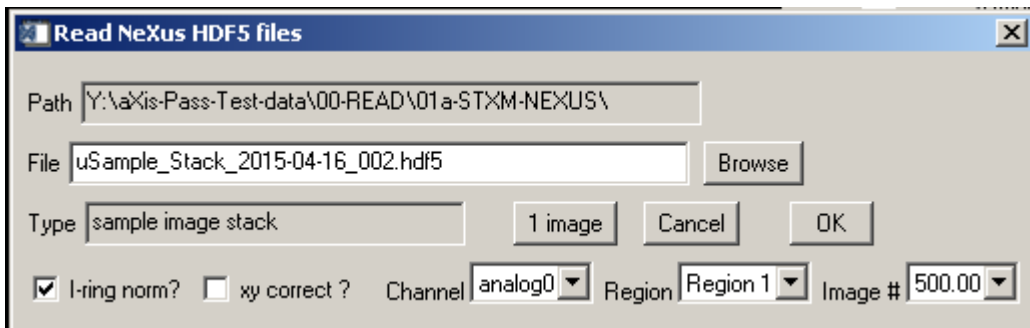 Read NeXus HDF5 files
Path Y:\aXis-Pass-Test-data\00-READ\01a-STXM-NEXUS\
File uSample_Stack_2015-04-16_002.hdf5 Browse
Type sample image stack 1 image Cancel OK
I-ring norm? xy correct ? Channel analog0 Region Region 1 Image # 500.00